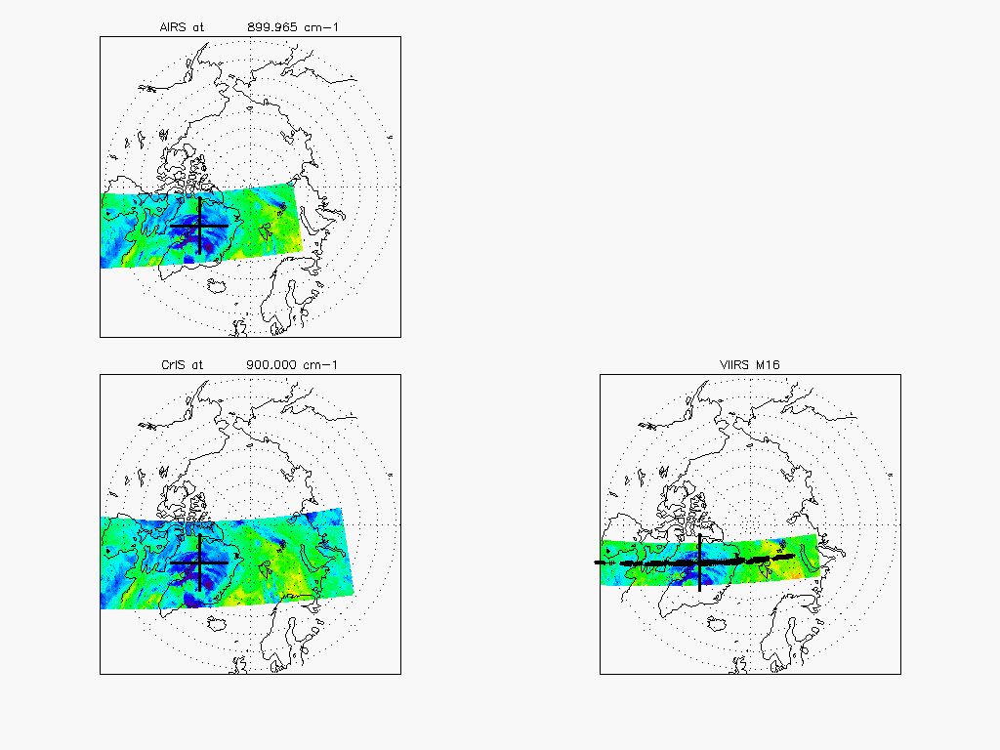 AIRS at 899.965 cm-1
CrIS at 900.000 cm-1
VIIRS M16